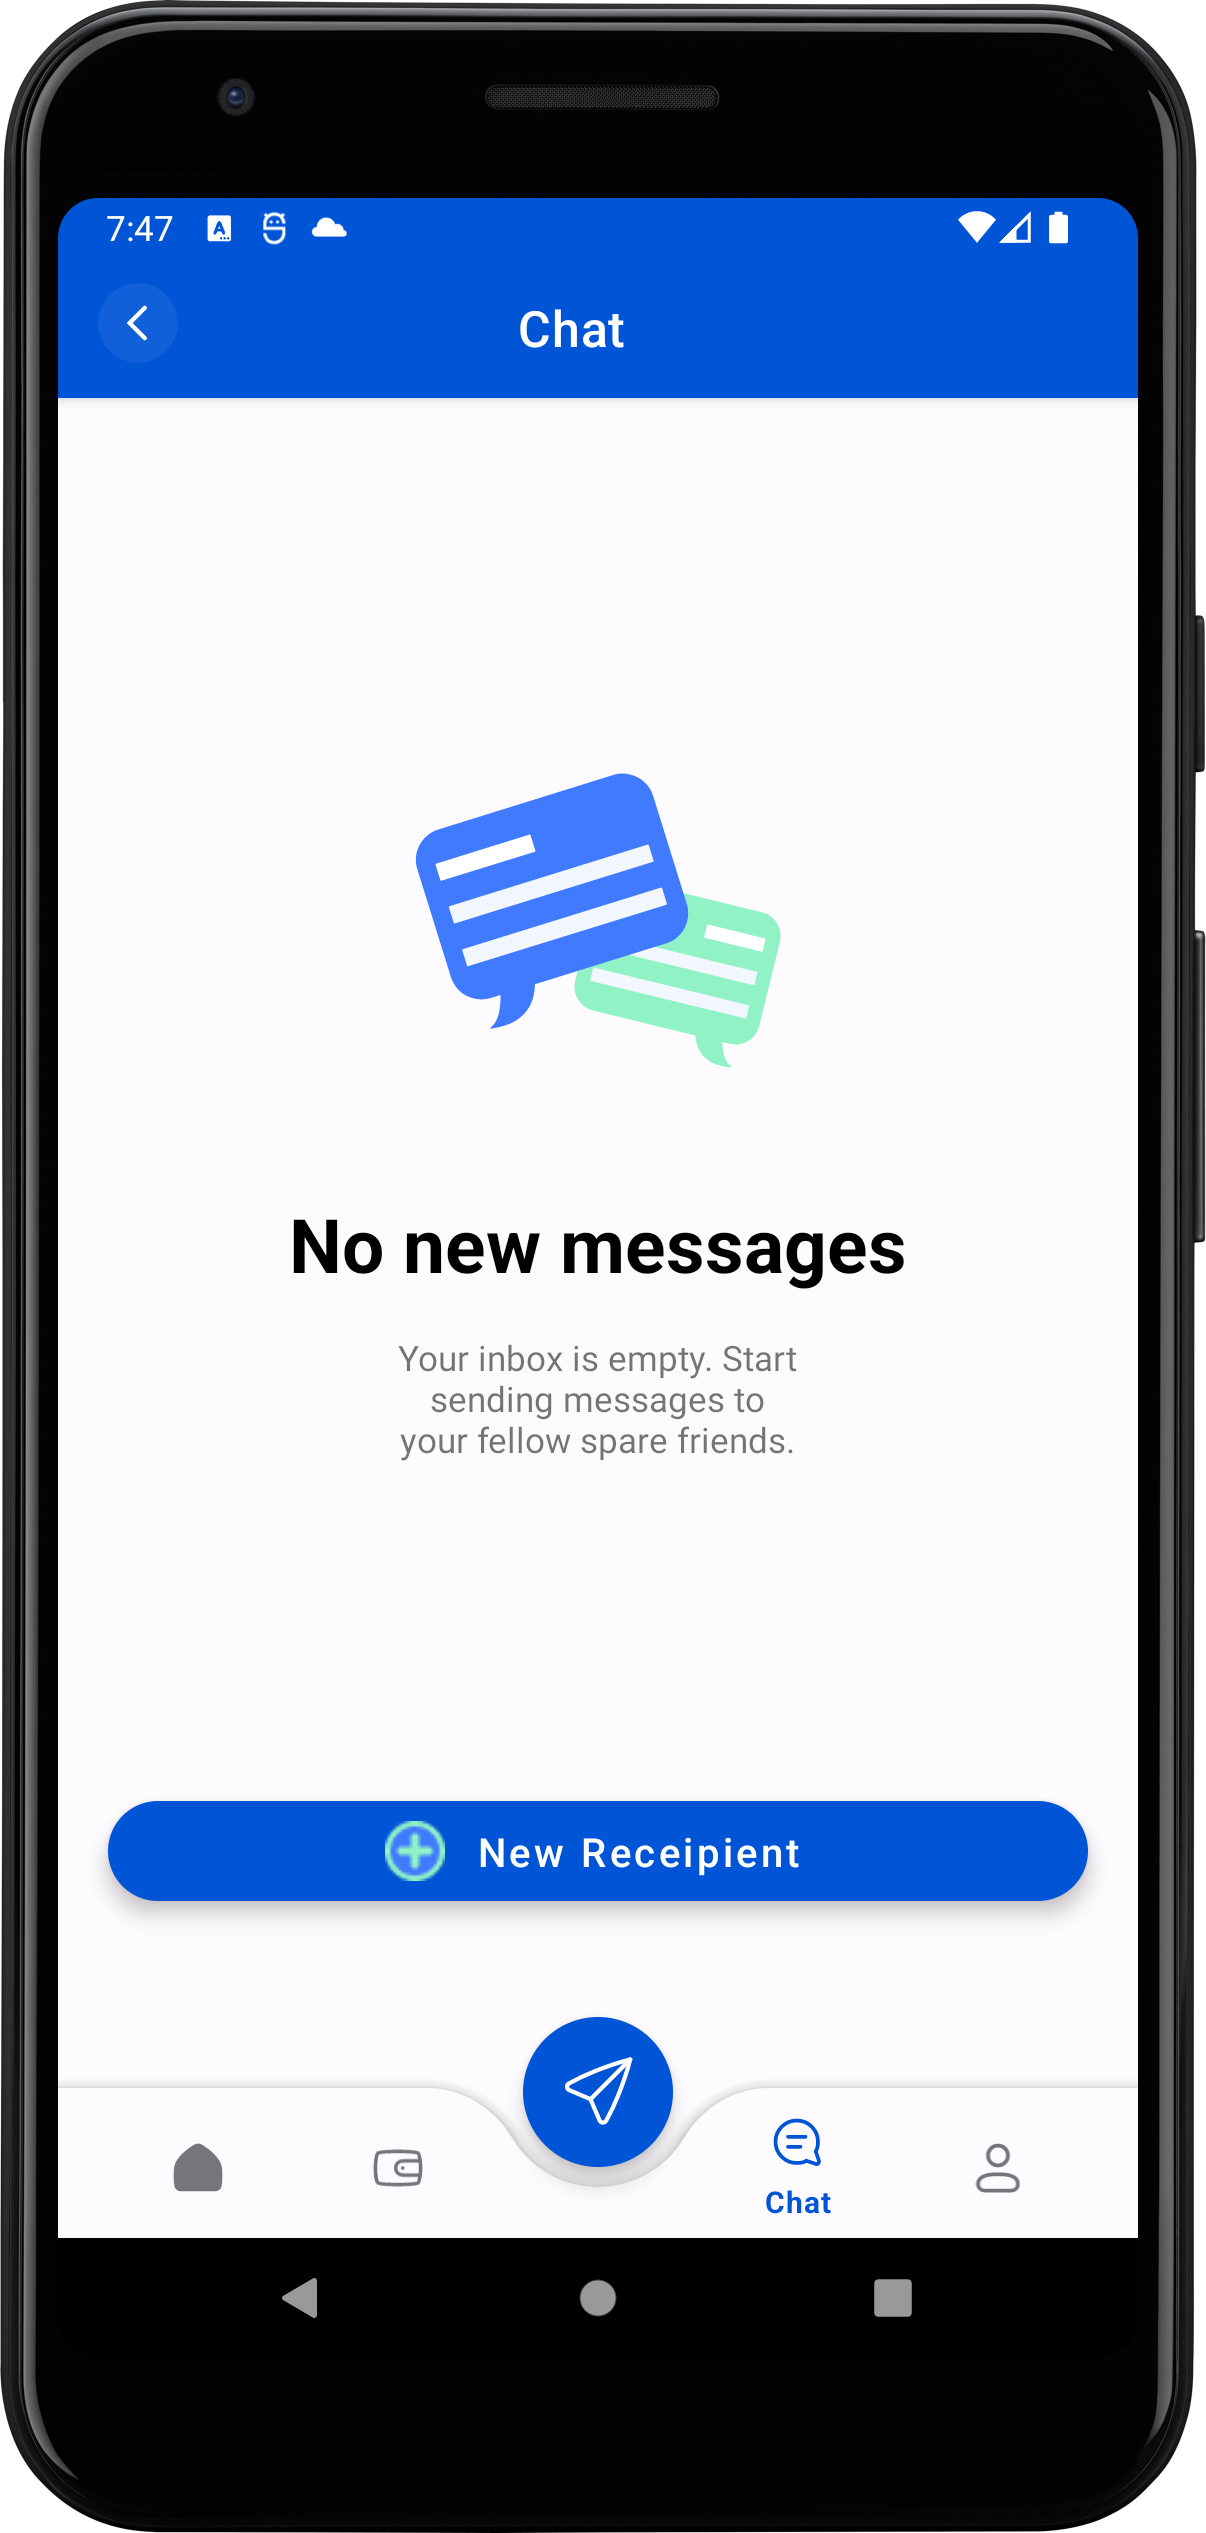 7:47
Chat
No new messages
Your inbox is empty. Start
sending messages to
your fellow spare friends.
New Receipient
Chat